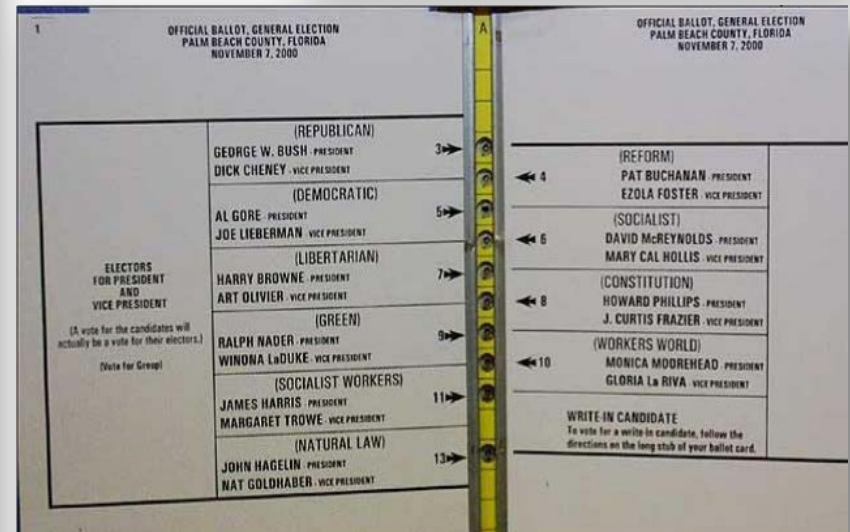 1
OFFICIAL BALLOT, GENERAL ELECTION
PALM BEACH COUNTY, FLORIDA
NOVEMBER 7, 2000
ELECTORS
FOR PRESIDENT
AND
VICE PRESIDENT
(A vote for the candidates will
actually be a vote for their electors.)
(Vote for Group)
(REPUBLICAN)
GEORGE W. BUSH - PRESIDENT
DICK CHENEY - VICE PRESIDENT
3
(DEMOCRATIC)
AL GORE - PRESIDENT
JOE LIEBERMAN - VICE PRESIDENT
5
(LIBERTARIAN)
HARRY BROWNE - PRESIDENT
ART OLIVIER - VICE PRESIDENT
7
(GREEN)
RALPH NADER - PRESIDENT
WINONA LaDUKE - VICE PRESIDENT
9
(SOCIALIST WORKERS)
JAMES HARRIS - PRESIDENT
MARGARET TROWE - VICE PRESIDENT
11
(NATURAL LAW)
JOHN HAGELIN - PRESIDENT
NAT GOLDHABER - VICE PRESIDENT
13
A
OFFICIAL BALLOT, GENERAL ELECTION
PALM BEACH COUNTY, FLORIDA
NOVEMBER 7, 2000
(REFORM)
4 PAT BUCHANAN - PRESIDENT
EZOLA FOSTER - VICE PRESIDENT
(SOCIALIST)
6 DAVID McREYNOLDS - PRESIDENT
MARY CAL HOLLIS - VICE PRESIDENT
(CONSTITUTION)
8 HOWARD PHILLIPS - PRESIDENT
J. CURTIS FRAZIER - VICE PRESIDENT
(WORKERS WORLD)
10 MONICA MOOREHEAD - PRESIDENT
GLORIA La RIVA - VICE PRESIDENT
WRITE-IN CANDIDATE
To vote for a write-in candidate, follow the
directions on the long stub of your ballot card.